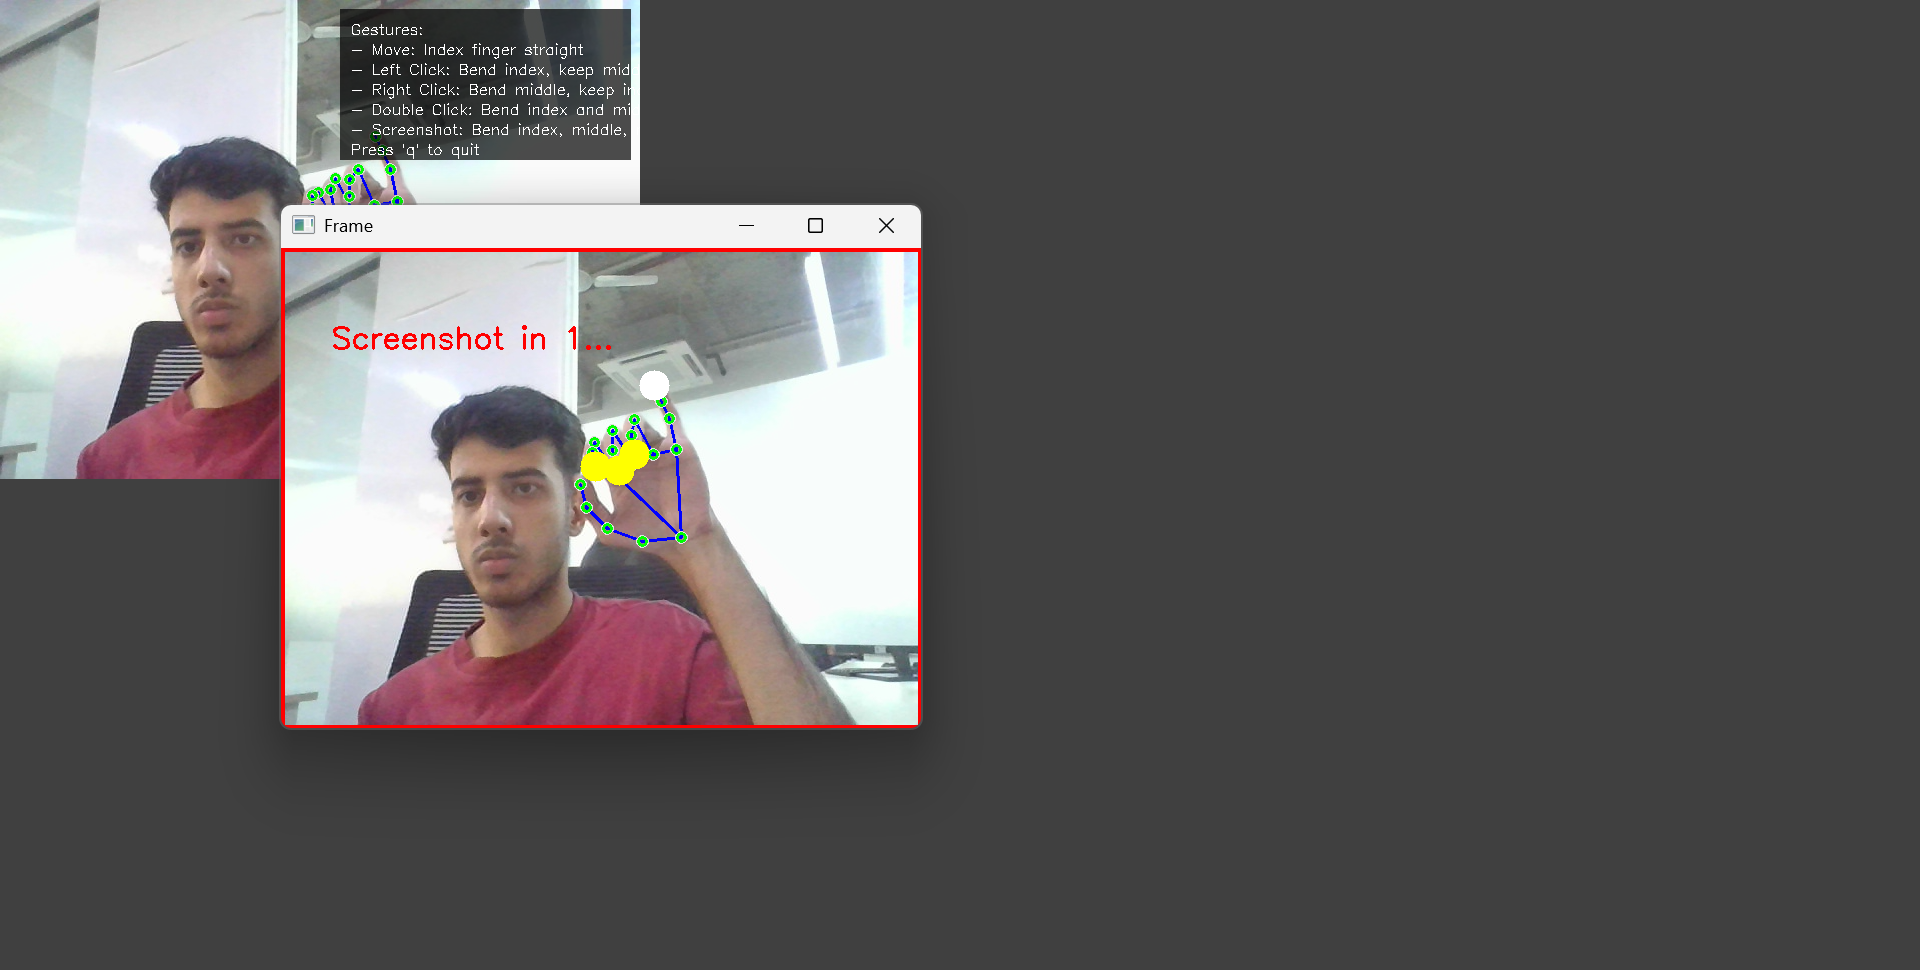 Gestures:
- Move: Index finger straight
- Left Click: Bend index, keep mid
- Right Click: Bend middle, keep in
- Double Click: Bend index and mi
- Screenshot: Bend index, middle,
Press 'q' to quit
Frame
Screenshot in 1...